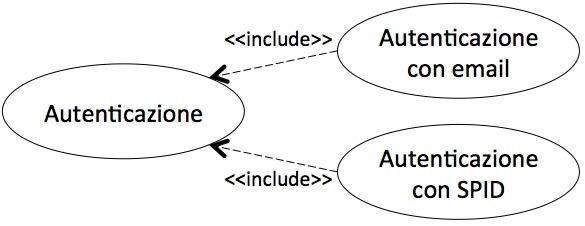 <<include>>
Autenticazione
con email
Autenticazione
Autenticazione
con SPID
<<include>>